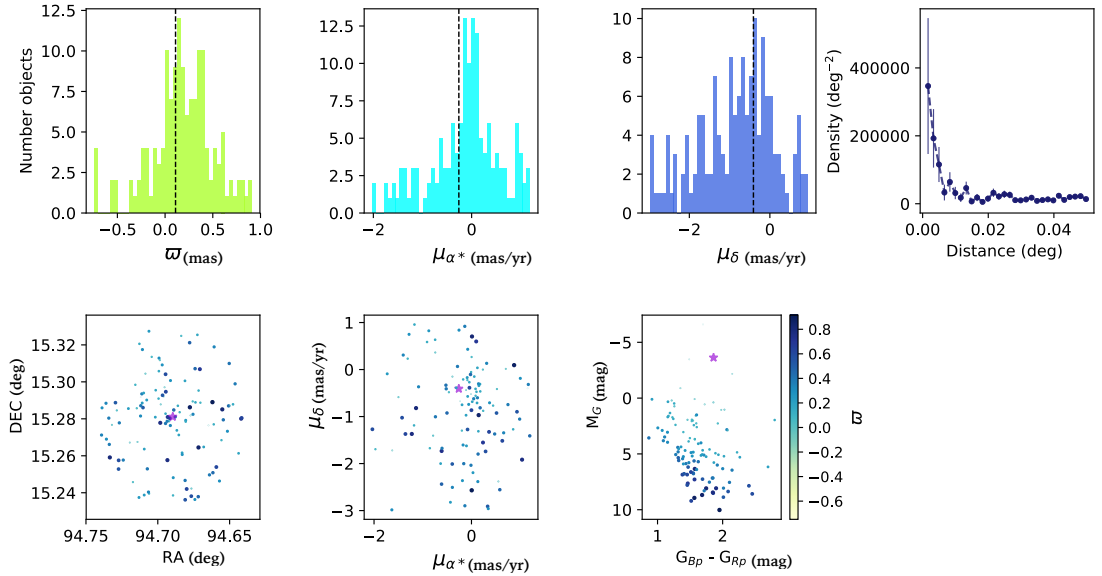 12.5
10.0
7.5
5.0
2.5
0.0
Number objects
−0.5 0.0 0.5 1.0
ϖ(mas)
12.5
10.0
7.5
5.0
2.5
0.0
−2 0
μα* (mas/yr)
10
8
6
4
2
0
−2 0
μδ (mas/yr)
400000
200000
0
Density (deg−2)
0.00 0.02 0.04
Distance (deg)
15.32
15.30
15.28
15.26
15.24
DEC (deg)
94.75 94.70 94.65
RA (deg)
1
0
−1
−2
−3
μδ (mas/yr)
−2 0
μα* (mas/yr)
−5
0
5
10
MG (mag)
1 2
GBp - GRp (mag)
0.8
0.6
0.4
0.2
0.0
−0.2
−0.4
−0.6
ϖ